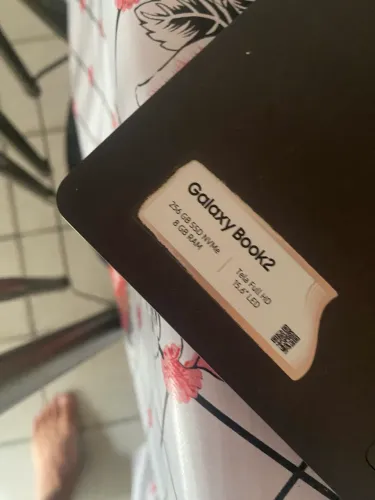 Galaxy Book2
256 GB SSD NVMe
8 GB RAM
Tela Full HD
15.6" LED